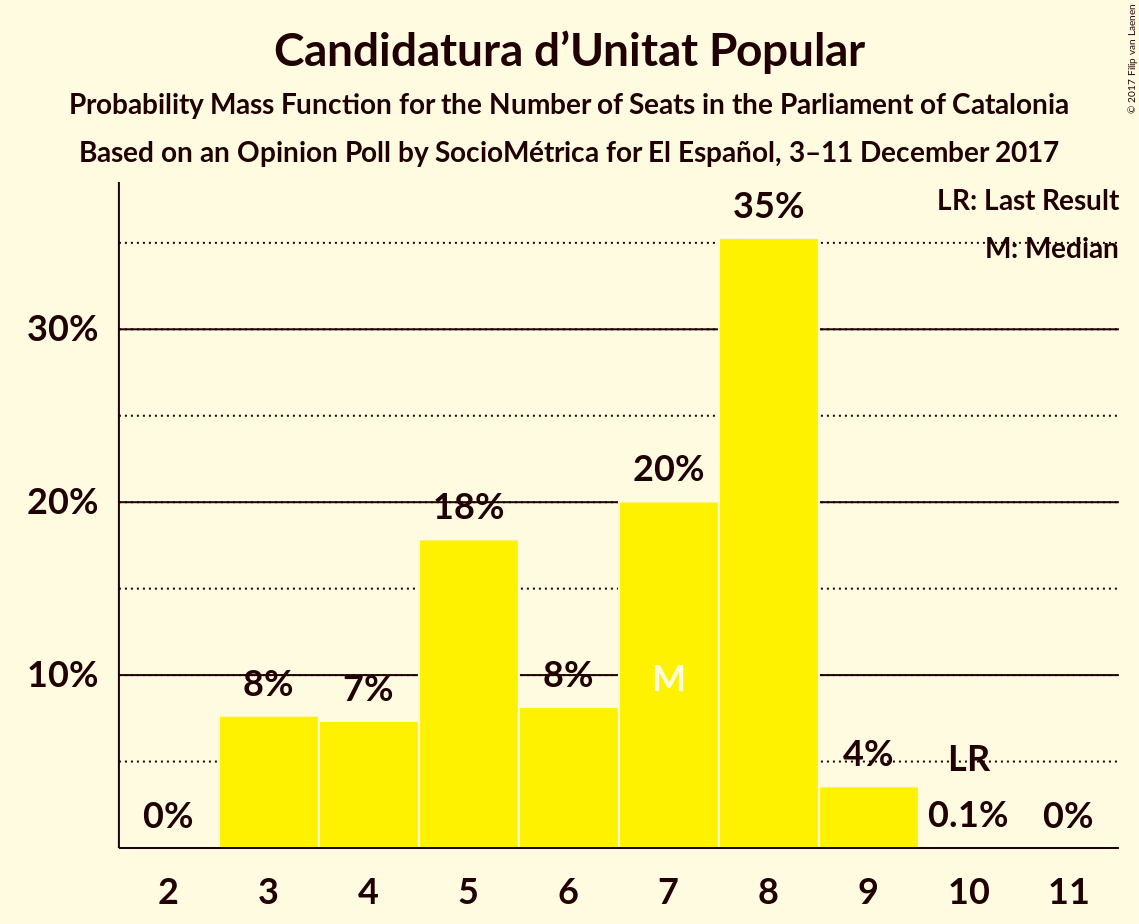 Candidatura d’Unitat Popular
Probability Mass Function for the Number of Seats in the Parliament of Catalonia
Based on an Opinion Poll by SocioMétrica for El Español, 3–11 December 2017
© 2017 Filip van Laenen
LR: Last Result
M: Median
35%
30%
20%
20%
18%
10%
8%
7%
8%
M
4%
LR
0%
0.1%
0%
2 3 4 5 6 7 8 9 10 11